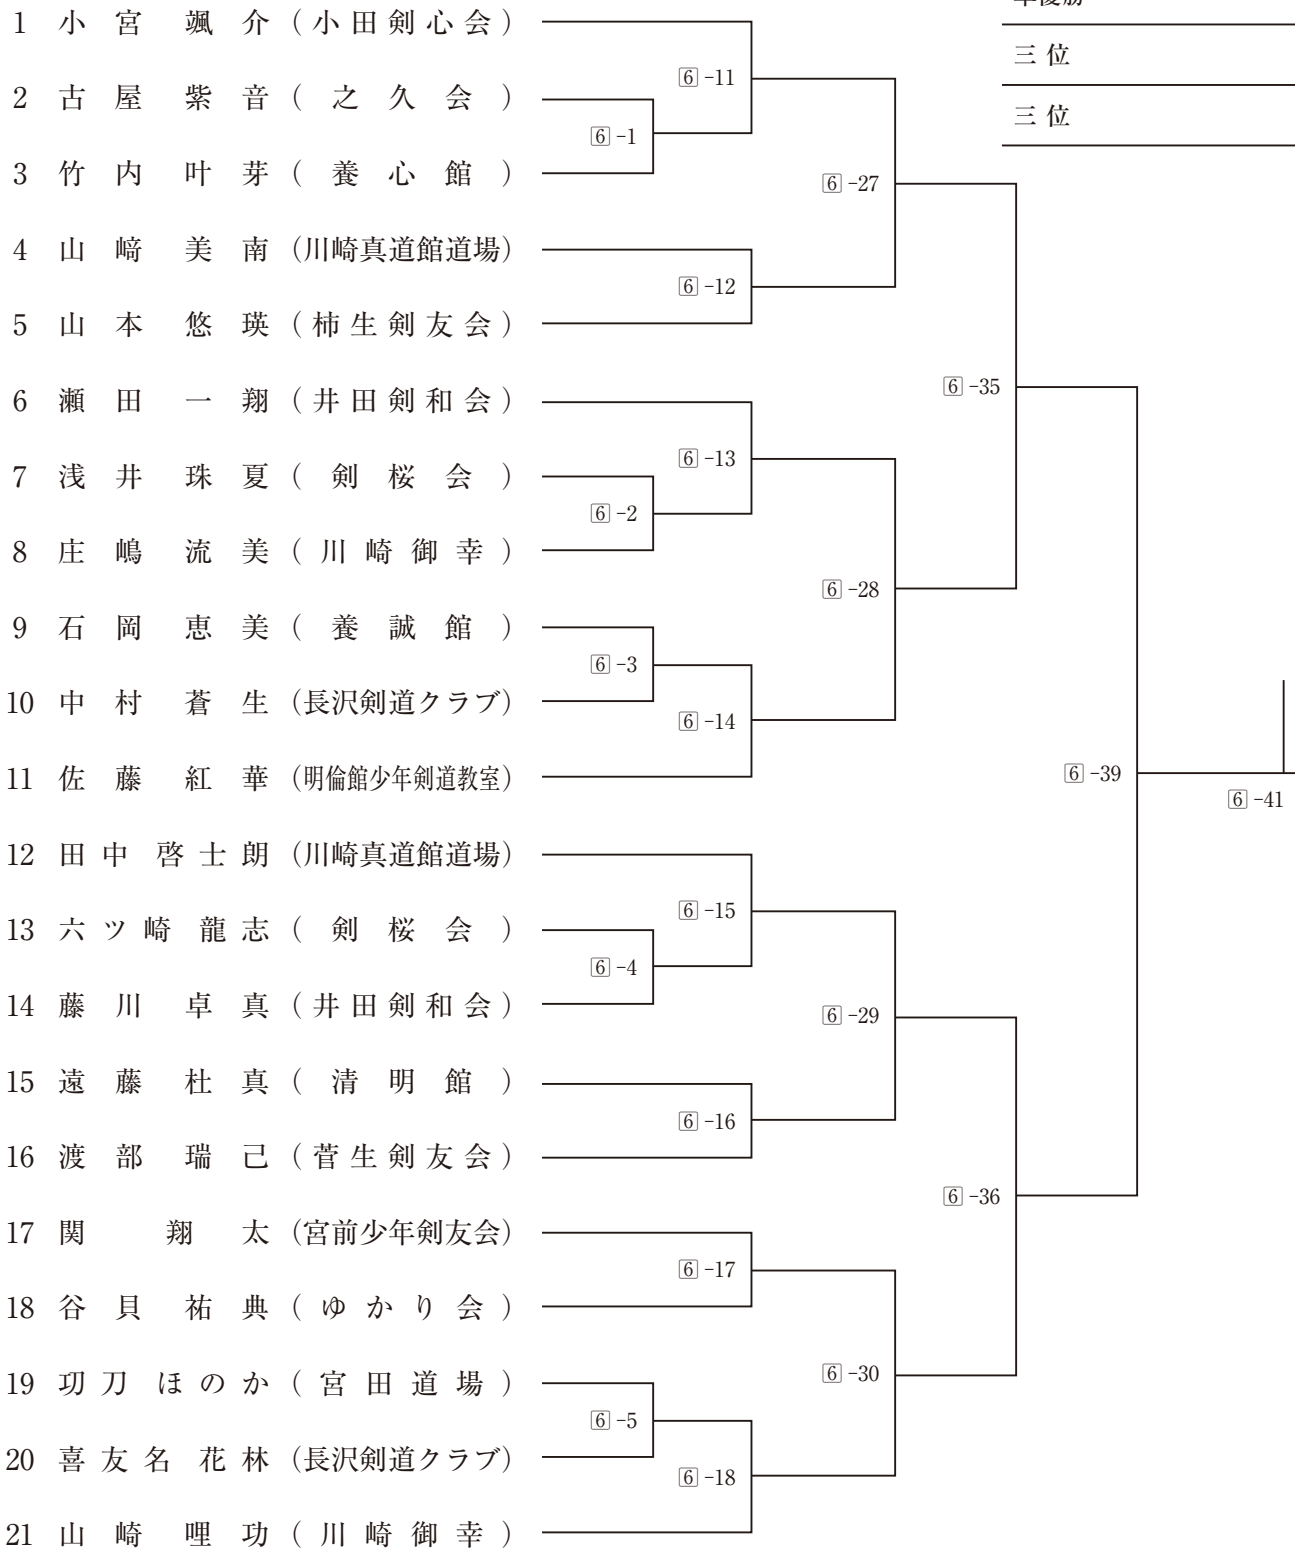 準優勝
三位
三位
1 小宮 颯介 (小田剣心会)
2 古屋 紫音 (之久会)
3 竹内 叶芽 (養心館)
4 山﨑 美南 (川崎真道館道場)
5 山本 悠瑛 (柿生剣友会)
6 瀬田 一翔 (井田剣和会)
7 浅井 珠夏 (剣桜会)
8 庄嶋 流美 (川崎御幸)
9 石岡 恵美 (養誠館)
10 中村 蒼生 (長沢剣道クラブ)
11 佐藤 紅華 (明倫館少年剣道教室)
12 田中 啓士朗 (川崎真道館道場)
13 六ツ崎 龍志 (剣桜会)
14 藤川 卓真 (井田剣和会)
15 遠藤 杜真 (清明館)
16 渡部 瑞己 (菅生剣友会)
17 関 翔太 (宮前少年剣友会)
18 谷貝 祐典 (ゆかり会)
19 功刀 ほのか (宮田道場)
20 喜友名 花林 (長沢剣道クラブ)
21 山崎 哩功 (川崎御幸)
6-1
6-2
6-3
6-4
6-5
6-11
6-12
6-13
6-14
6-15
6-16
6-17
6-18
6-27
6-28
6-29
6-30
6-35
6-36
6-39
6-41